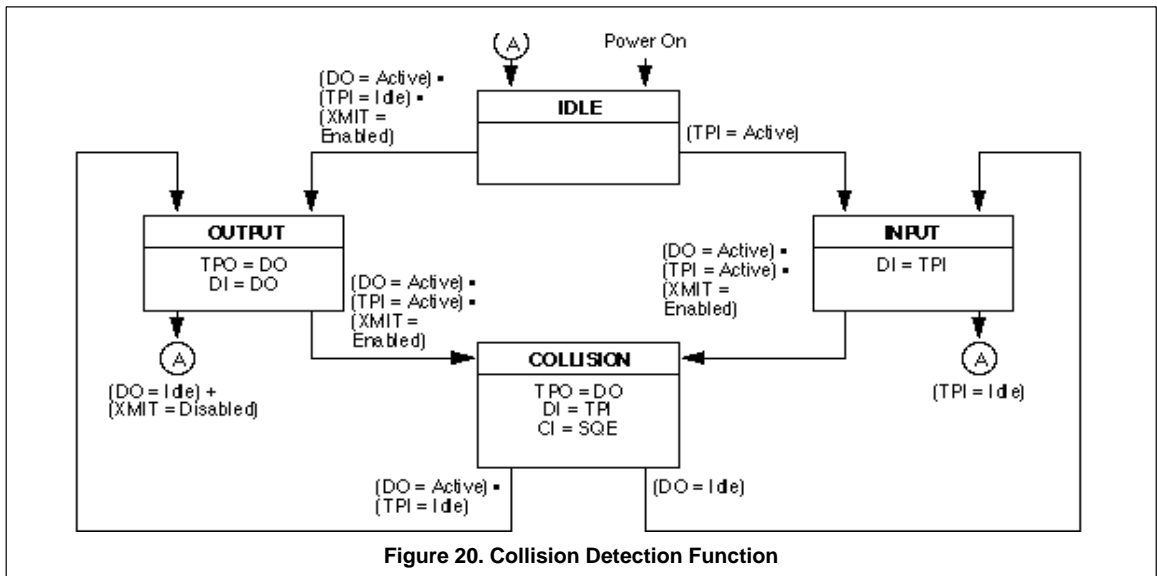 A
Power On
(DO = Active) ▪
(TPI = Idle) ▪
(XMIT =
Enabled)
IDLE
(TPI = Active)
OUTPUT
TPO = DO
DI = DO
INPUT
DI = TPI
(DO = Active) ▪
(TPI = Active) ▪
(XMIT =
Enabled)
(DO = Active) ▪
(TPI = Active) ▪
(XMIT =
Enabled)
A
(DO = Idle) +
(XMIT = Disabled)
COLLISION
TPO = DO
DI = TPI
CI = SQE
A
(TPI = Idle)
(DO = Active) ▪
(TPI = Idle)
(DO = Idle)
Figure 20. Collision Detection Function